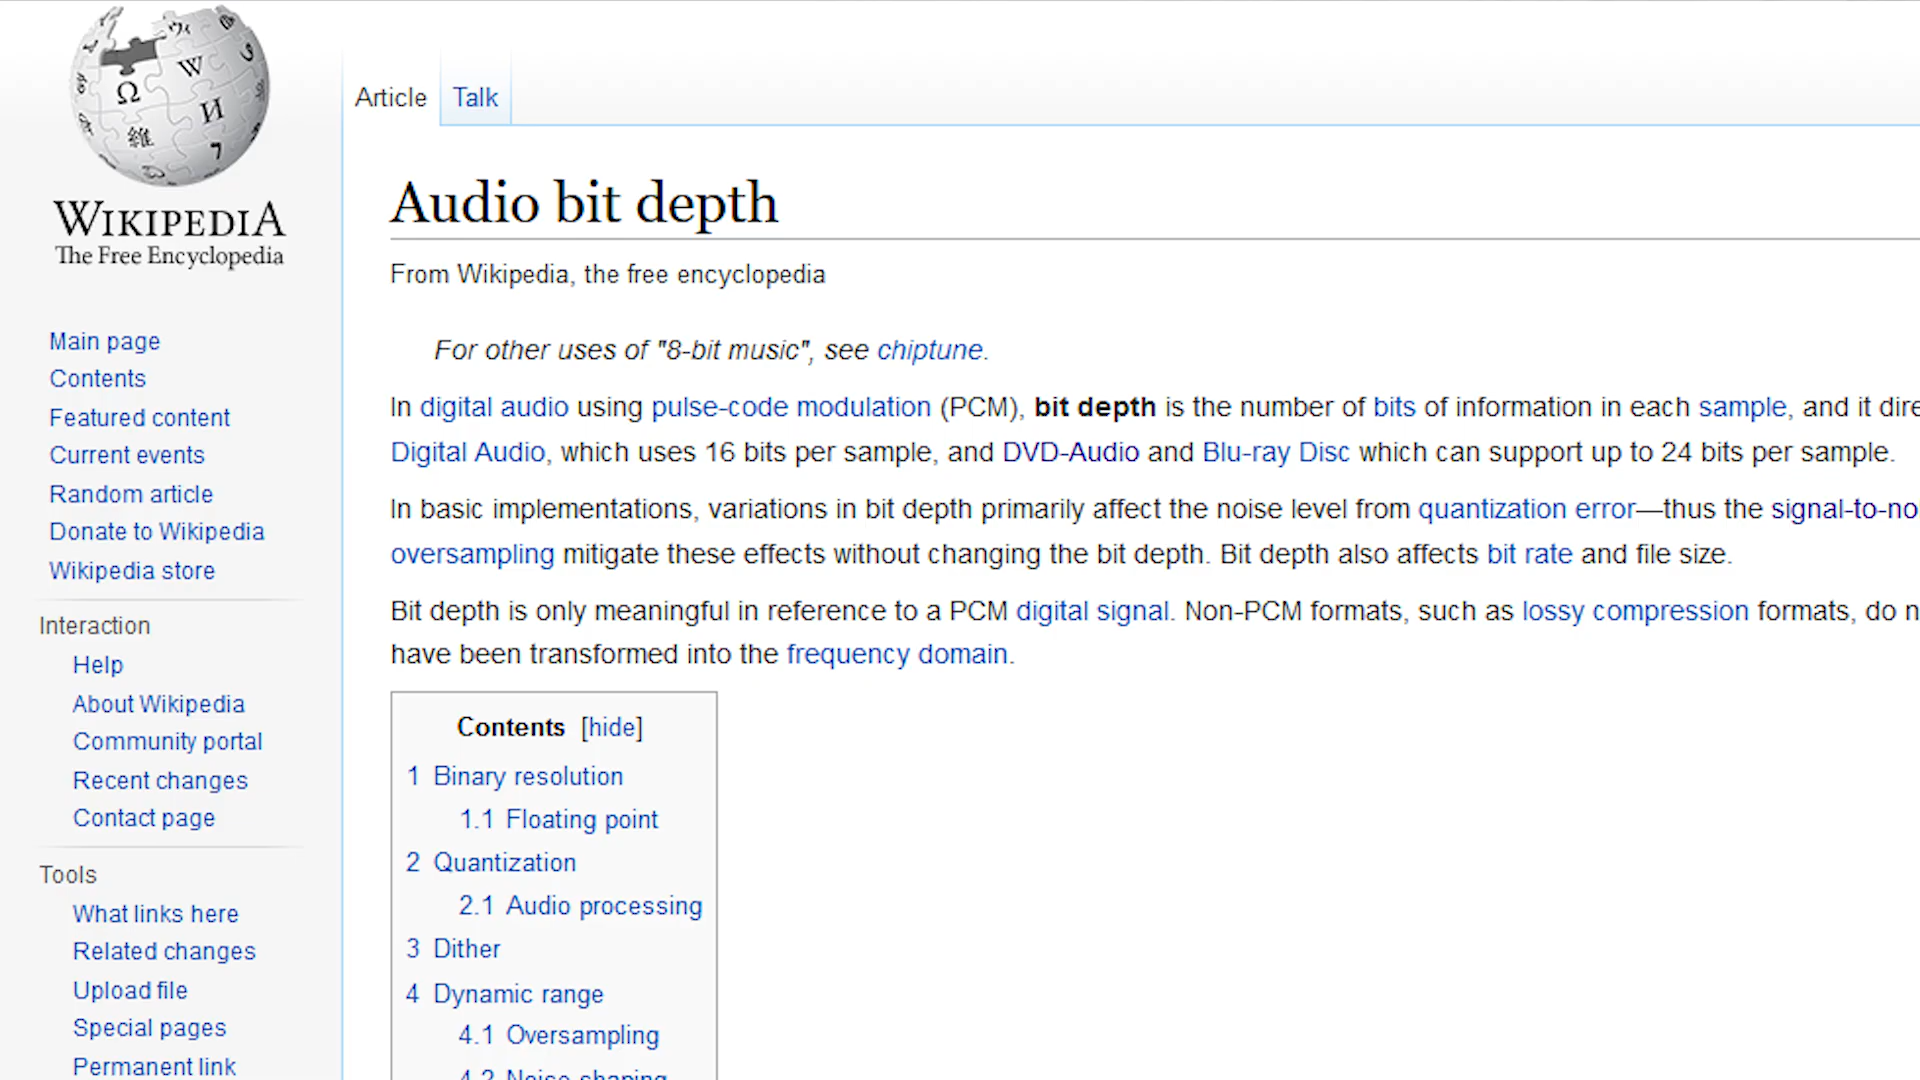 WIKIPEDIA
The Free Encyclopedia
Main page
Contents
Featured content
Current events
Random article
Donate to Wikipedia
Wikipedia store
Interaction
Help
About Wikipedia
Community portal
Recent changes
Contact page
Tools
What links here
Related changes
Upload file
Special pages
Permanent link
Article Talk
Audio bit depth
From Wikipedia, the free encyclopedia
For other uses of "8-bit music", see chiptune.
In digital audio using pulse-code modulation (PCM), bit depth is the number of bits of information in each sample, and it dire
Digital Audio, which uses 16 bits per sample, and DVD-Audio and Blu-ray Disc which can support up to 24 bits per sample.
In basic implementations, variations in bit depth primarily affect the noise level from quantization error—thus the signal-to-no
oversampling mitigate these effects without changing the bit depth. Bit depth also affects bit rate and file size.
Bit depth is only meaningful in reference to a PCM digital signal. Non-PCM formats, such as lossy compression formats, do n
have been transformed into the frequency domain.
Contents [hide]
1 Binary resolution
1.1 Floating point
2 Quantization
2.1 Audio processing
3 Dither
4 Dynamic range
4.1 Oversampling
4.2 Noise shaping